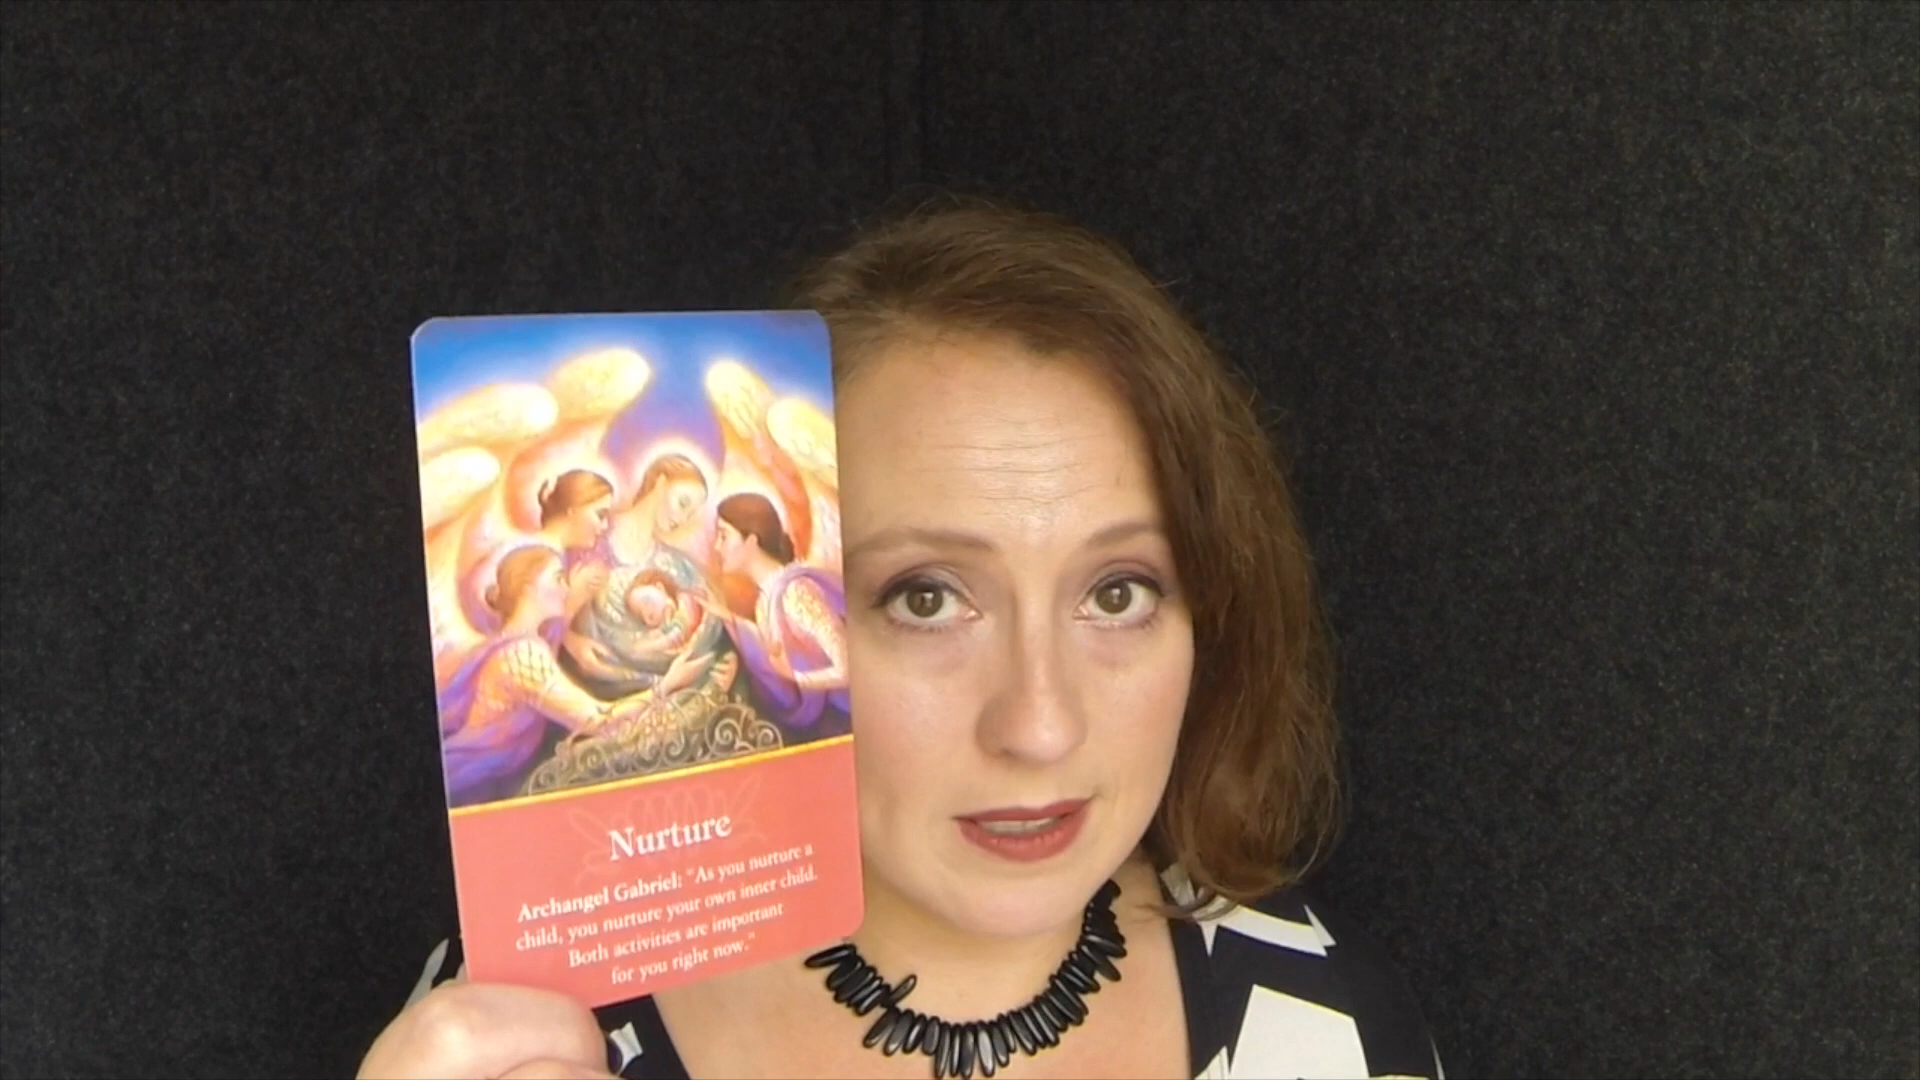 Nurture
Archangel Gabriel: "As you nurture a
child, you nurture your own inner child.
Both activities are important
for you right now."